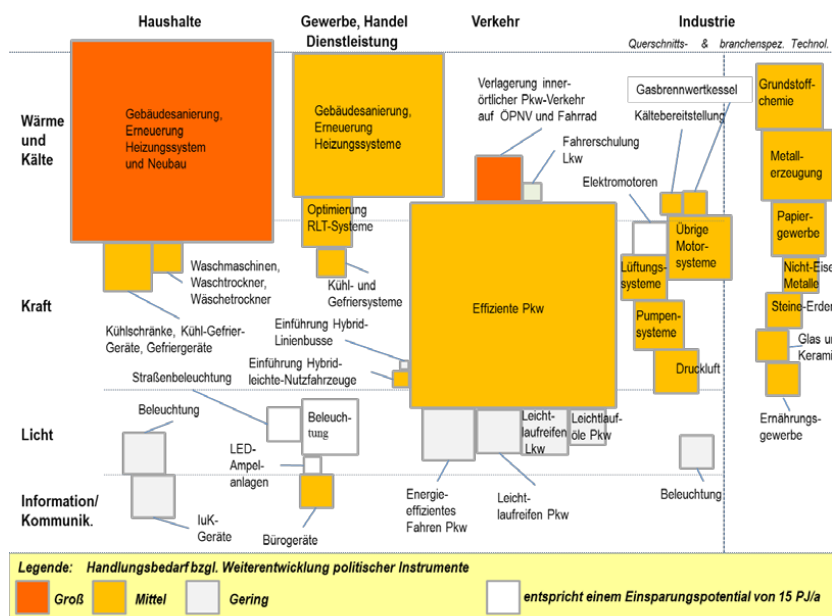 Haushalte
Gewerbe, Handel
Dienstleistung
Verkehr
Industrie
Querschnitts- & branchenspez. Technol.
Wärme
und
Kälte
Gebäudesanierung,
Erneuerung
Heizungssystem
und Neubau
Gebäudesanierung,
Erneuerung
Heizungssysteme
Verlagerung inner-
örtlicher Pkw-Verkehr
auf ÖPNV und Fahrrad
Fahrerschulung
Lkw
Gasbrennwertkessel
Kältebereitstellung
Elektromotoren
Grundstoff-
chemie
Metall-
erzeugung
Optimierung
RLT-Systeme
Übrige
Motor-
systeme
Papier-
gewerbe
Kraft
Waschmaschinen,
Waschtrockner,
Wäschetrockner
Kühl- und
Gefriersysteme
Lüftungs-
systeme
Nicht-Eise
Metalle
Kühlschränke, Kühl-Gefrier-
Geräte, Gefriergeräte
Einführung Hybrid-
Linienbusse
Effiziente Pkw
Pumpen-
systeme
Steine-Erden
Glas un
Kerami
Einführung Hybrid-
leichte-Nutzfahrzeuge
Druckluft
Straßenbeleuchtung
Ernährungs-
gewerbe
Licht
Beleuchtung
Beleuch-
tung
Leicht-
laufreifen
Lkw
Leichtlauf-
öle Pkw
LED-
Ampel-
anlagen
Beleuchtung
Information/
Kommunik.
IuK-
Geräte
Bürogeräte
Energie-
effizientes
Fahren Pkw
Leicht-
laufreifen Pkw
Legende: Handlungsbedarf bzgl. Weiterentwicklung politischer Instrumente
Groß
Mittel
Gering
entspricht einem Einsparungspotential von 15 PJ/a